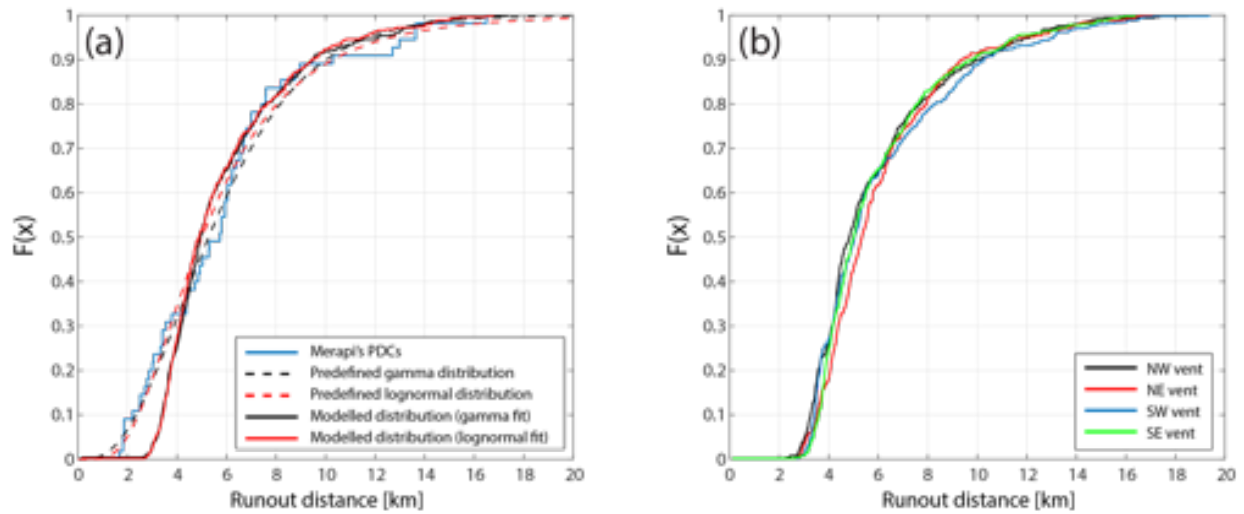 (a)
1
0.9
0.8
0.7
0.6
0.5
0.4
0.3
0.2
0.1
0
F(x)
Merapi's PDCs
Predefined gamma distribution
Predefined lognormal distribution
Modelled distribution (gamma fit)
Modelled distribution (lognormal fit)
0 2 4 6 8 10 12 14 16 18 20
Runout distance [km]
(b)
1
0.9
0.8
0.7
0.6
0.5
0.4
0.3
0.2
0.1
0
F(x)
NW vent
NE vent
SW vent
SE vent
0 2 4 6 8 10 12 14 16 18 20
Runout distance [km]